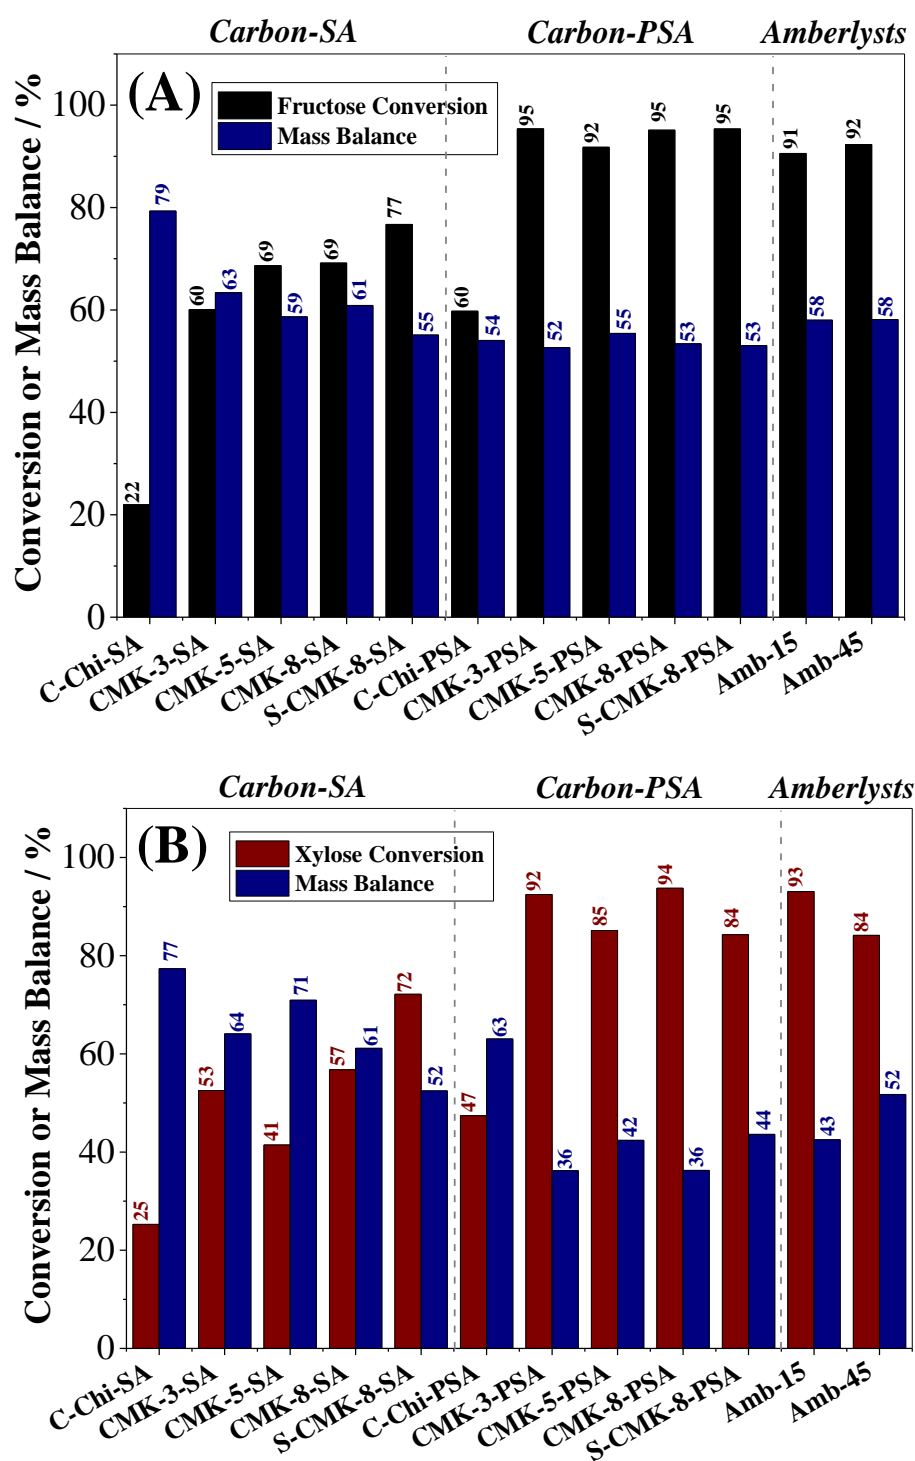 Carbon-SA Carbon-PSA Amberlysts
(A)
Fructose Conversion
Mass Balance
Conversion or Mass Balance / %
100
80
60
40
20
0
22 79 60 63 69 59 69 61 77 55 60 54 95 52 92 55 95 53 95 53 91 58 92 58
C-Chi-SA CMK-3-SA CMK-5-SA CMK-8-SA S-CMK-8-SA C-Chi-PSA CMK-3-PSA CMK-5-PSA CMK-8-PSA S-CMK-8-PSA Amb-15 Amb-45
Carbon-SA Carbon-PSA Amberlysts
(B)
Xylose Conversion
Mass Balance
Conversion or Mass Balance / %
100
80
60
40
20
0
25 77 53 64 41 71 57 61 72 52 47 63 92 36 85 42 94 36 84 44 93 43 84 52
C-Chi-SA CMK-3-SA CMK-5-SA CMK-8-SA S-CMK-8-SA C-Chi-PSA CMK-3-PSA CMK-5-PSA CMK-8-PSA S-CMK-8-PSA Amb-15 Amb-45